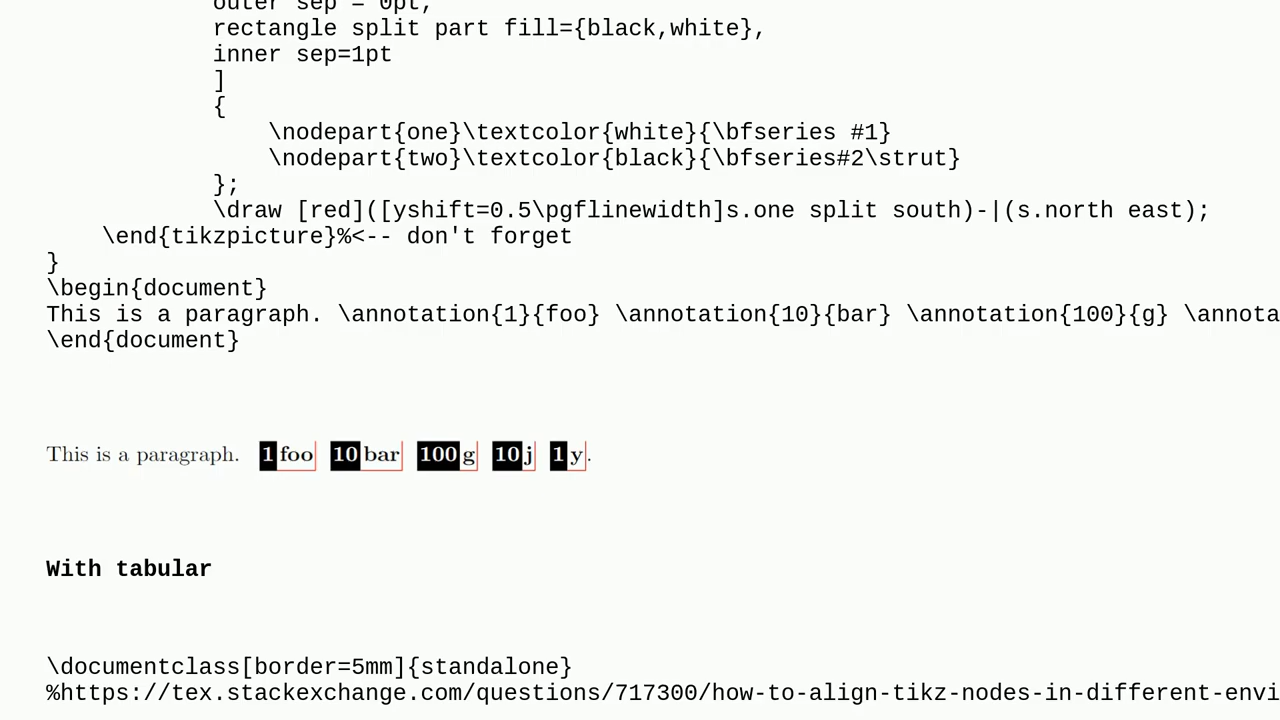 outer sep = 0pt,
rectangle split part fill={black,white},
inner sep=1pt
]
{
\nodepart{one}\textcolor{white}{\bfseries #1}
\nodepart{two}\textcolor{black}{\bfseries#2\strut}
};
\draw [red]([yshift=0.5\pgflinewidth]s.one split south)-|(s.north east);
\end{tikzpicture}%<-- don't forget
}
\begin{document}
This is a paragraph. \annotation{1}{foo} \annotation{10}{bar} \annotation{100}{g} \annota
\end{document}
This is a paragraph. 1 foo 10 bar 100 g 10 j 1 y.
With tabular
\documentclass[border=5mm]{standalone}
%https://tex.stackexchange.com/questions/717300/how-to-align-tikz-nodes-in-different-envi